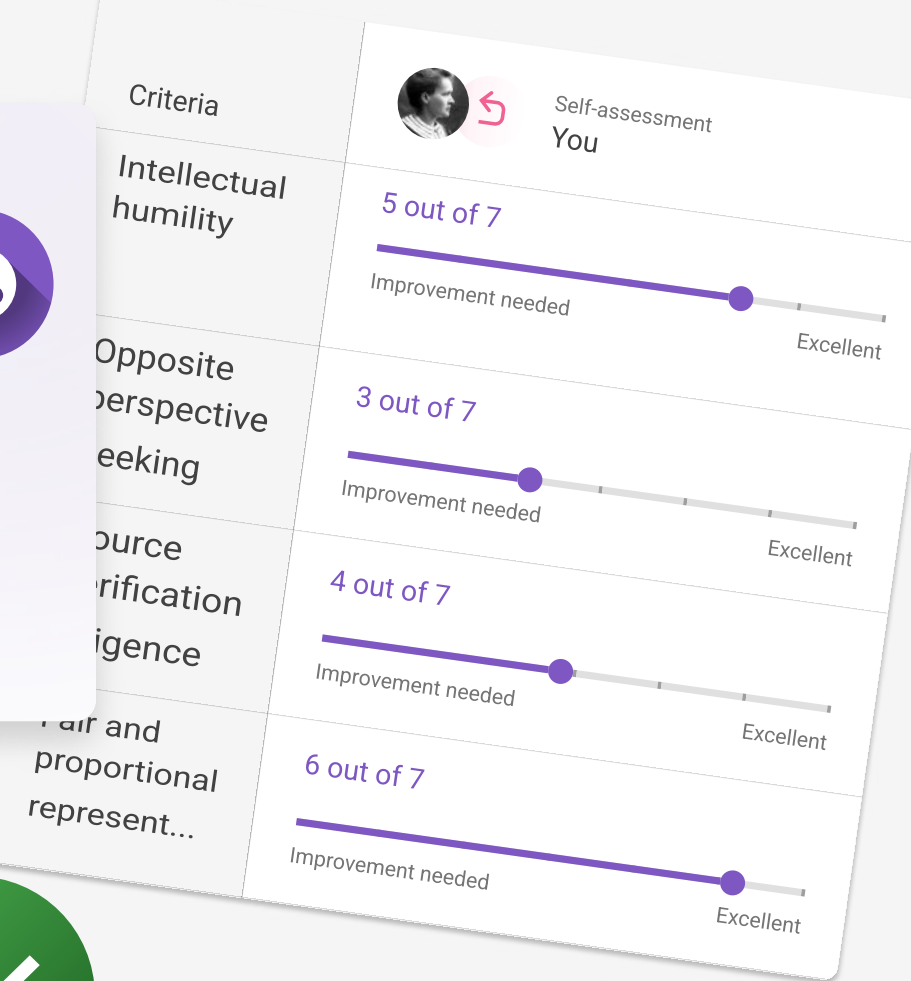 Criteria
Self-assessment
You
Intellectual
humility
5 out of 7
Improvement needed
Excellent
Opposite
perspective
eeking
3 out of 7
Improvement needed
Excellent
ource
erification
igence
4 out of 7
Improvement needed
Excellent
Fair and
proportional
represent...
6 out of 7
Improvement needed
Excellent